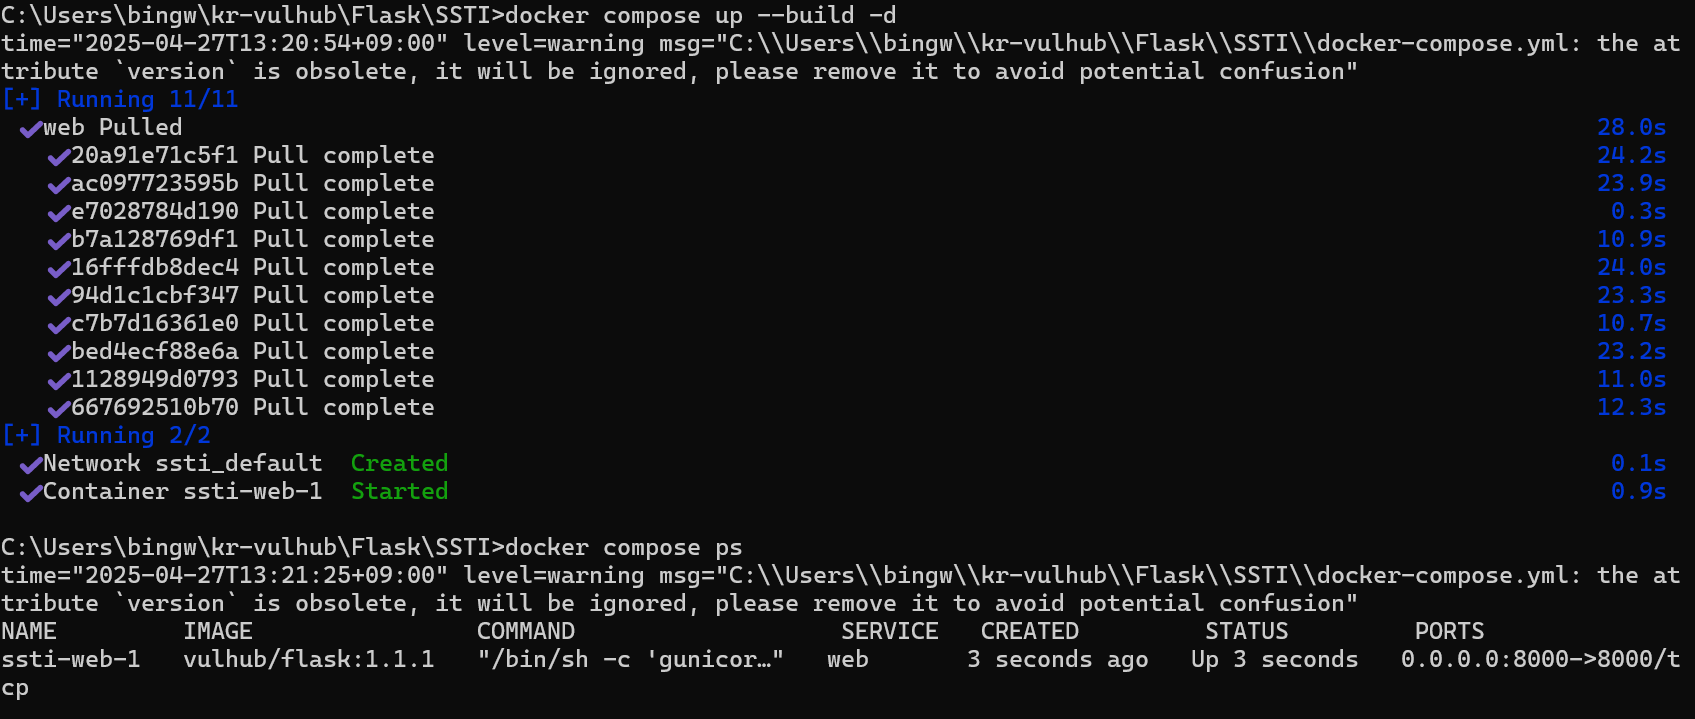 C:\Users\bingw\kr-vulhub\Flask\SSTI>docker compose up --build -d
time="2025-04-27T13:20:54+09:00" level=warning msg="C:\\Users\\bingw\\kr-vulhub\\Flask\\SSTI\\docker-compose.yml: the at
tribute `version` is obsolete, it will be ignored, please remove it to avoid potential confusion"
[+] Running 11/11
✔web Pulled 28.0s
✔20a91e71c5f1 Pull complete 24.2s
✔ac097723595b Pull complete 23.9s
✔e7028784d190 Pull complete 0.3s
✔b7a128769df1 Pull complete 10.9s
✔16fffdb8dec4 Pull complete 24.0s
✔94d1c1cbf347 Pull complete 23.3s
✔c7b7d16361e0 Pull complete 10.7s
✔bed4ecf88e6a Pull complete 23.2s
✔1128949d0793 Pull complete 11.0s
✔667692510b70 Pull complete 12.3s
[+] Running 2/2
✔Network ssti_default Created 0.1s
✔Container ssti-web-1 Started 0.9s
C:\Users\bingw\kr-vulhub\Flask\SSTI>docker compose ps
time="2025-04-27T13:21:25+09:00" level=warning msg="C:\\Users\\bingw\\kr-vulhub\\Flask\\SSTI\\docker-compose.yml: the at
tribute `version` is obsolete, it will be ignored, please remove it to avoid potential confusion"
NAME IMAGE COMMAND SERVICE CREATED STATUS PORTS
ssti-web-1 vulhub/flask:1.1.1 "/bin/sh -c 'gunicor…" web 3 seconds ago Up 3 seconds 0.0.0.0:8000->8000/t
cp